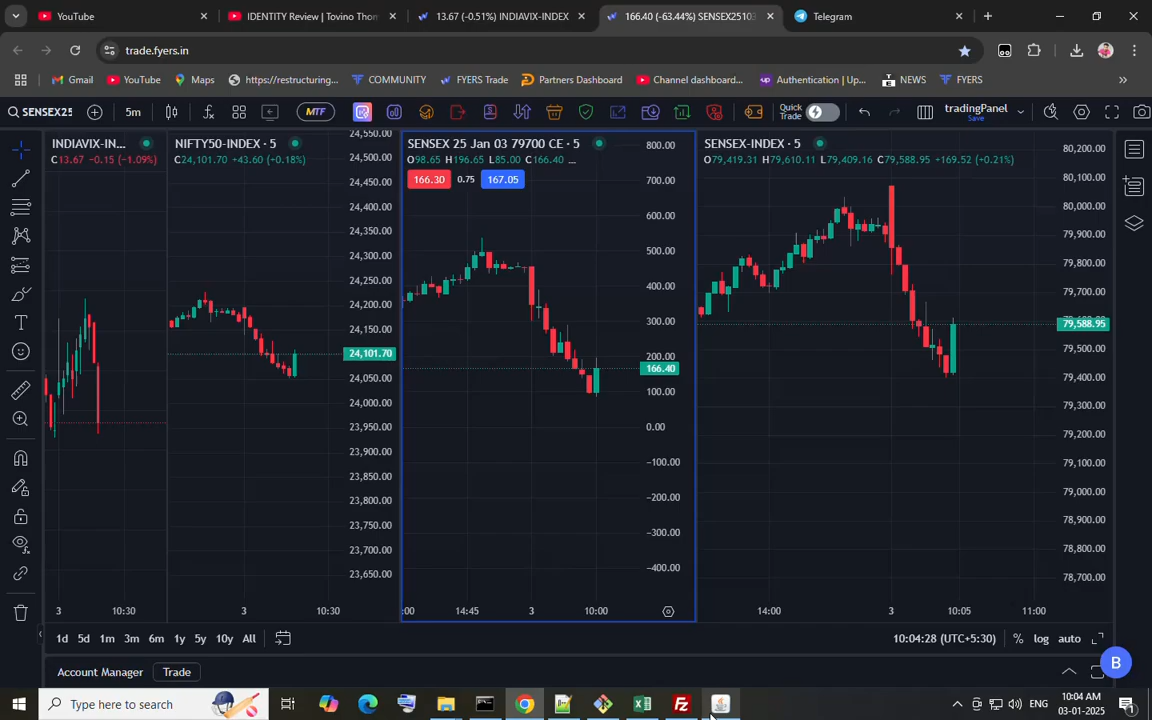 YouTube
IDENTITY Review | Tovino Thom
13.67 (-0.51%) INDIAVIX-INDEX
166.40 (-63.44%) SENSEX2510
Telegram
trade.fyers.in
Gmail
YouTube
Maps
https://restructuring...
COMMUNITY
FYERS Trade
Partners Dashboard
Channel dashboard...
Authentication | Up...
NEWS
FYERS
SENSEX25
5m
MTF
Quick Trade
tradingPanel
Save
INDIAVIX-IN...
C13.67 -0.15 (-1.09%)
3
10:30
NIFTY50-INDEX · 5
C24,101.70 +43.60 (+0.18%)
24,550.00
24,500.00
24,450.00
24,400.00
24,350.00
24,300.00
24,250.00
24,200.00
24,150.00
24,101.70
24,050.00
24,000.00
23,950.00
23,900.00
23,850.00
23,800.00
23,750.00
23,700.00
23,650.00
3
10:30
SENSEX 25 Jan 03 79700 CE · 5
O98.65 H196.65 L85.00 C166.40 ...
166.30
0.75
167.05
800.00
700.00
600.00
500.00
400.00
300.00
200.00
166.40
100.00
0.00
−100.00
−200.00
−300.00
−400.00
:00
14:45
3
10:00
SENSEX-INDEX · 5
O79,419.31 H79,610.11 L79,409.16 C79,588.95 +169.52 (+0.21%)
80,200.00
80,100.00
80,000.00
79,900.00
79,800.00
79,700.00
79,588.95
79,500.00
79,400.00
79,300.00
79,200.00
79,100.00
79,000.00
78,900.00
78,800.00
78,700.00
14:00
3
10:05
11:00
1d 5d 1m 3m 6m 1y 5y 10y All
10:04:28 (UTC+5:30)
%
log
auto
Account Manager
Trade
B
Type here to search
ENG
10:04 AM
03-01-2025
1